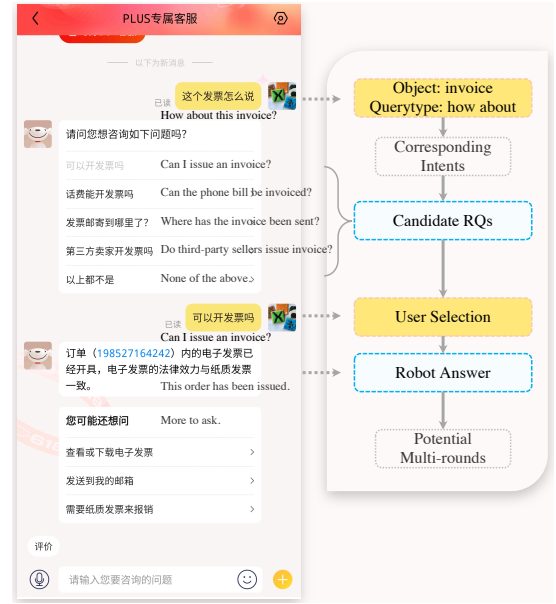 PLUS专属客服
以下为新消息
已读
这个发票怎么说
How about this invoice?
请问您想咨询如下问题吗?
可以开发票吗 Can I issue an invoice?
话费能开发票吗 Can the phone bill be invoiced?
发票邮寄到哪里了? Where has the invoice been sent?
第三方卖家开发票吗 Do third-party sellers issue invoice?
以上都不是 None of the above.
已读
可以开发票吗
Can I issue an invoice?
订单(198527164242)内的电子发票已
经开具,电子发票的法律效力与纸质发票
一致。 This order has been issued.
您可能还想问 More to ask.
查看或下载电子发票
发送到我的邮箱
需要纸质发票来报销
评价
请输入您要咨询的问题
Object: invoice
Querytype: how about
Corresponding
Intents
Candidate RQs
User Selection
Robot Answer
Potential
Multi-rounds